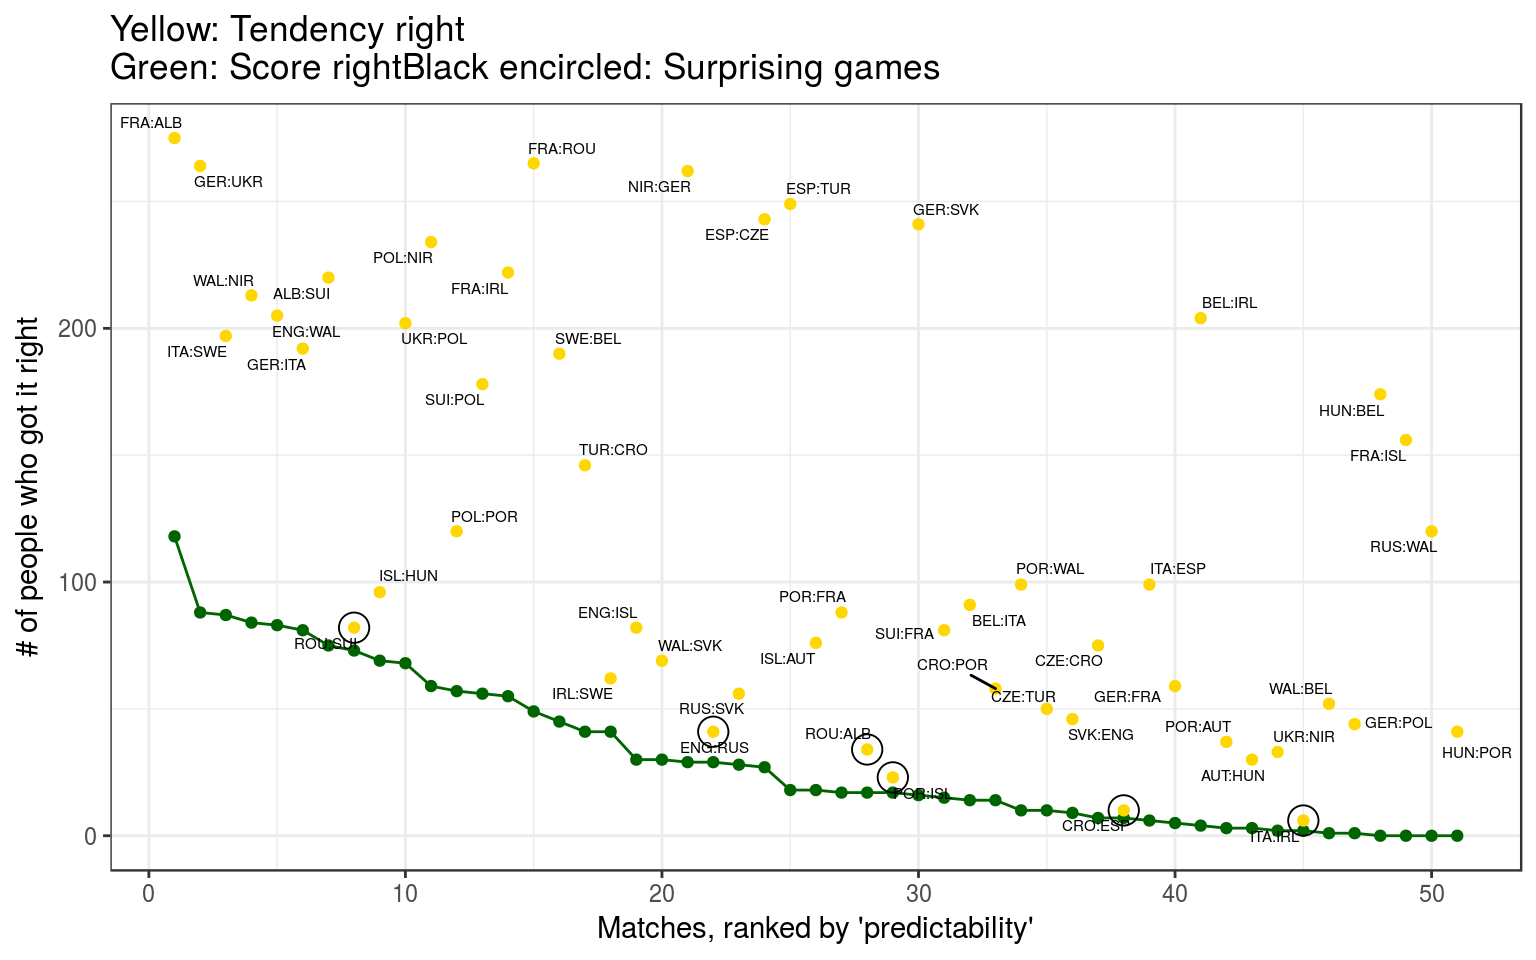 Yellow: Tendency right
Green: Score rightBlack encircled: Surprising games
# of people who got it right
200
100
0
FRA:ALB
GER:UKR
FRA:ROU
NIR:GER
ESP:TUR
ESP:CZE
GER:SVK
POL:NIR
FRA:IRL
WAL:NIR
ALB:SUI
ENG:WAL
ITA:SWE
GER:ITA
UKR:POL
SWE:BEL
SUI:POL
BEL:IRL
HUN:BEL
FRA:ISL
TUR:CRO
POL:POR
RUS:WAL
ISL:HUN
ROU:SUI
ENG:ISL
WAL:SVK
IRL:SWE
RUS:SVK
ENG:RUS
POR:FRA
ISL:AUT
SUI:FRA
BEL:ITA
POR:WAL
ITA:ESP
CRO:POR
CZE:TUR
CZE:CRO
GER:FRA
SVK:ENG
ROU:ALB
POR:ISL
CRO:ESP
POR:AUT
AUT:HUN
UKR:NIR
WAL:BEL
GER:POL
HUN:POR
ITA:IRL
0
10
20
30
40
50
Matches, ranked by 'predictability'